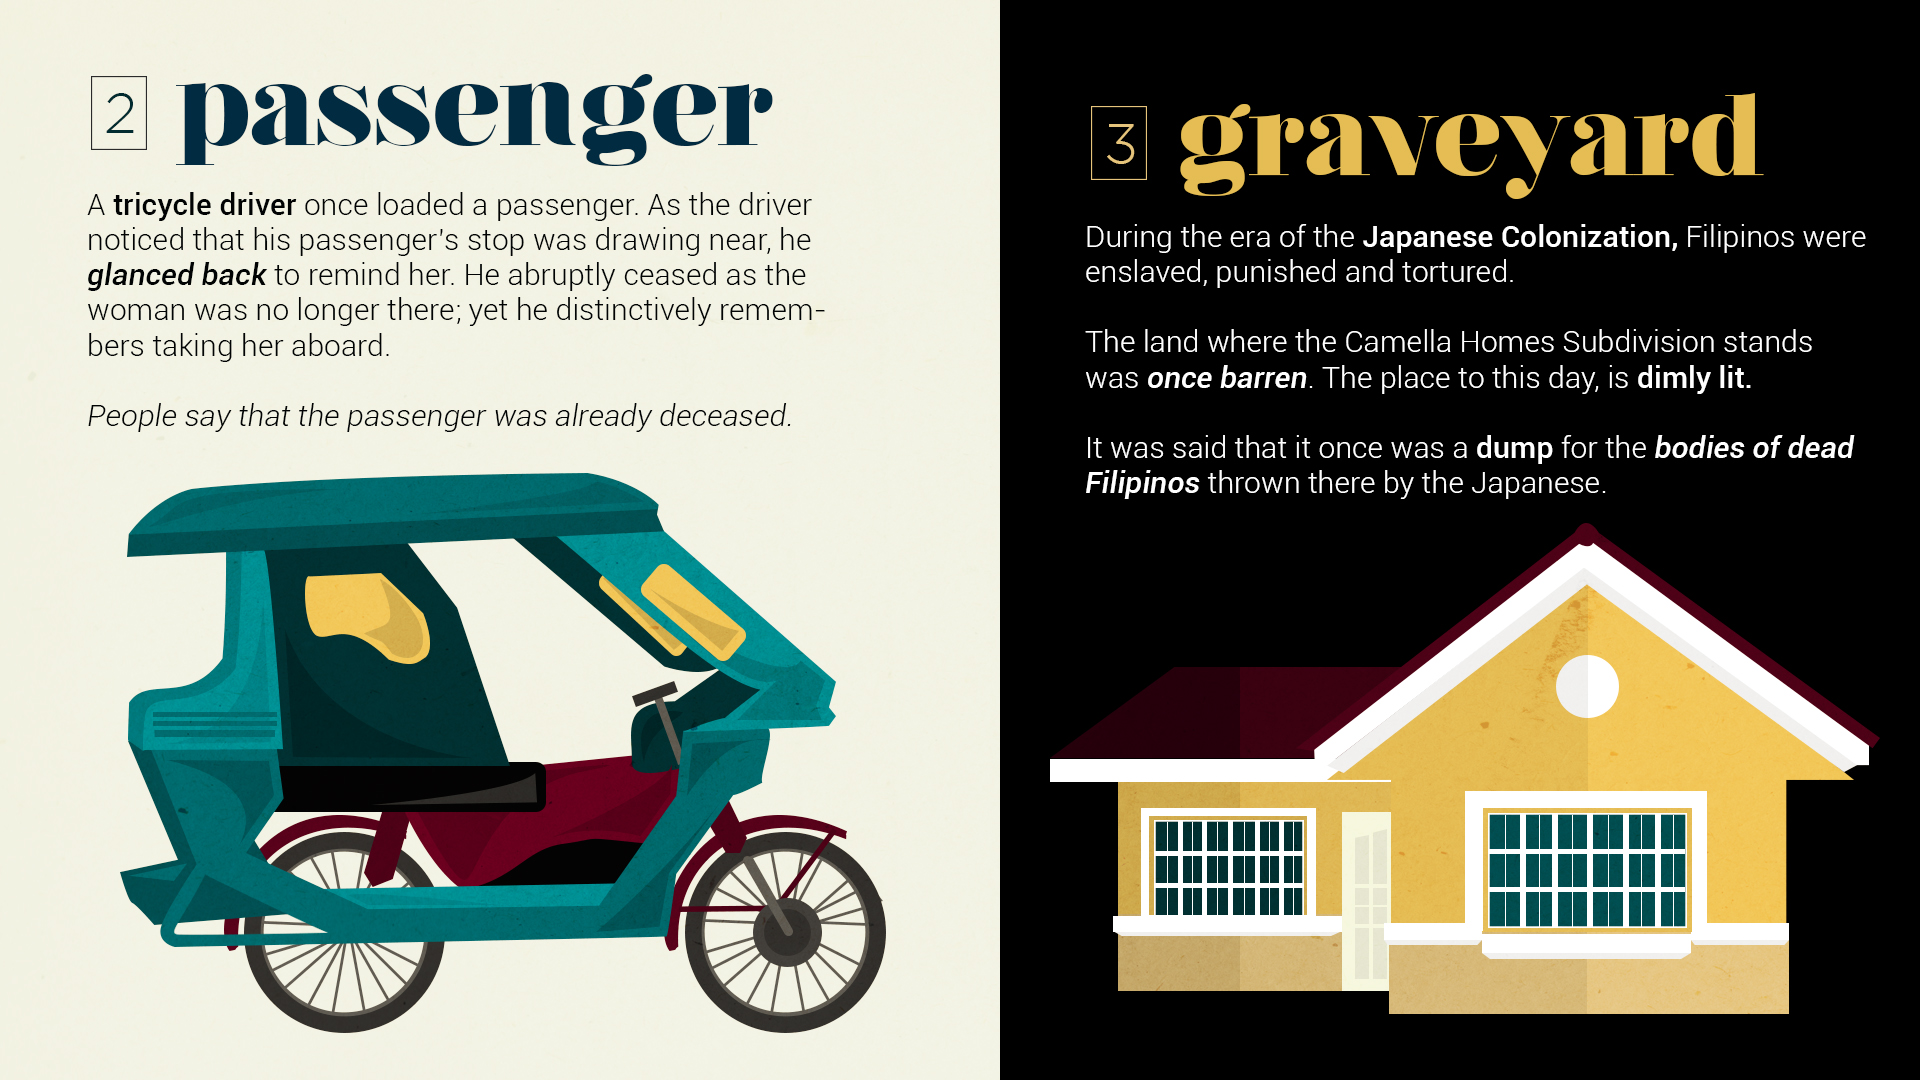 2 passenger
A tricycle driver once loaded a passenger. As the driver
noticed that his passenger's stop was drawing near, he
glanced back to remind her. He abruptly ceased as the
woman was no longer there; yet he distinctively remem-
bers taking her aboard.
People say that the passenger was already deceased.
3 graveyard
During the era of the Japanese Colonization, Filipinos were
enslaved, punished and tortured.
The land where the Camella Homes Subdivision stands
was once barren. The place to this day, is dimly lit.
It was said that it once was a dump for the bodies of dead
Filipinos thrown there by the Japanese.